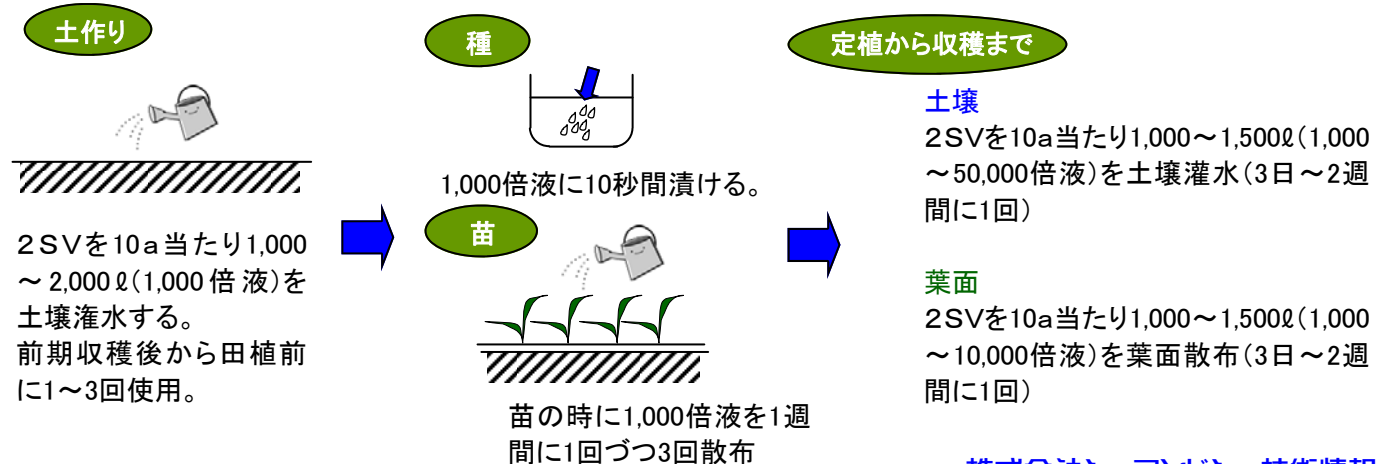 土作り
2SVを10a当たり1,000
~2,000ℓ(1,000倍液)を
土壌潅水する。
前期収穫後から田植前
に1~3回使用。
種
1,000倍液に10秒間漬ける。
苗
苗の時に1,000倍液を1週
間に1回づつ3回散布
定植から収穫まで
土壌
2SVを10a当たり1,000~1,500ℓ(1,000
~50,000倍液)を土壌灌水(3日~2週
間に1回)
葉面
2SVを10a当たり1,000~1,500ℓ(1,000
~10,000倍液)を葉面散布(3日~2週
間に1回)